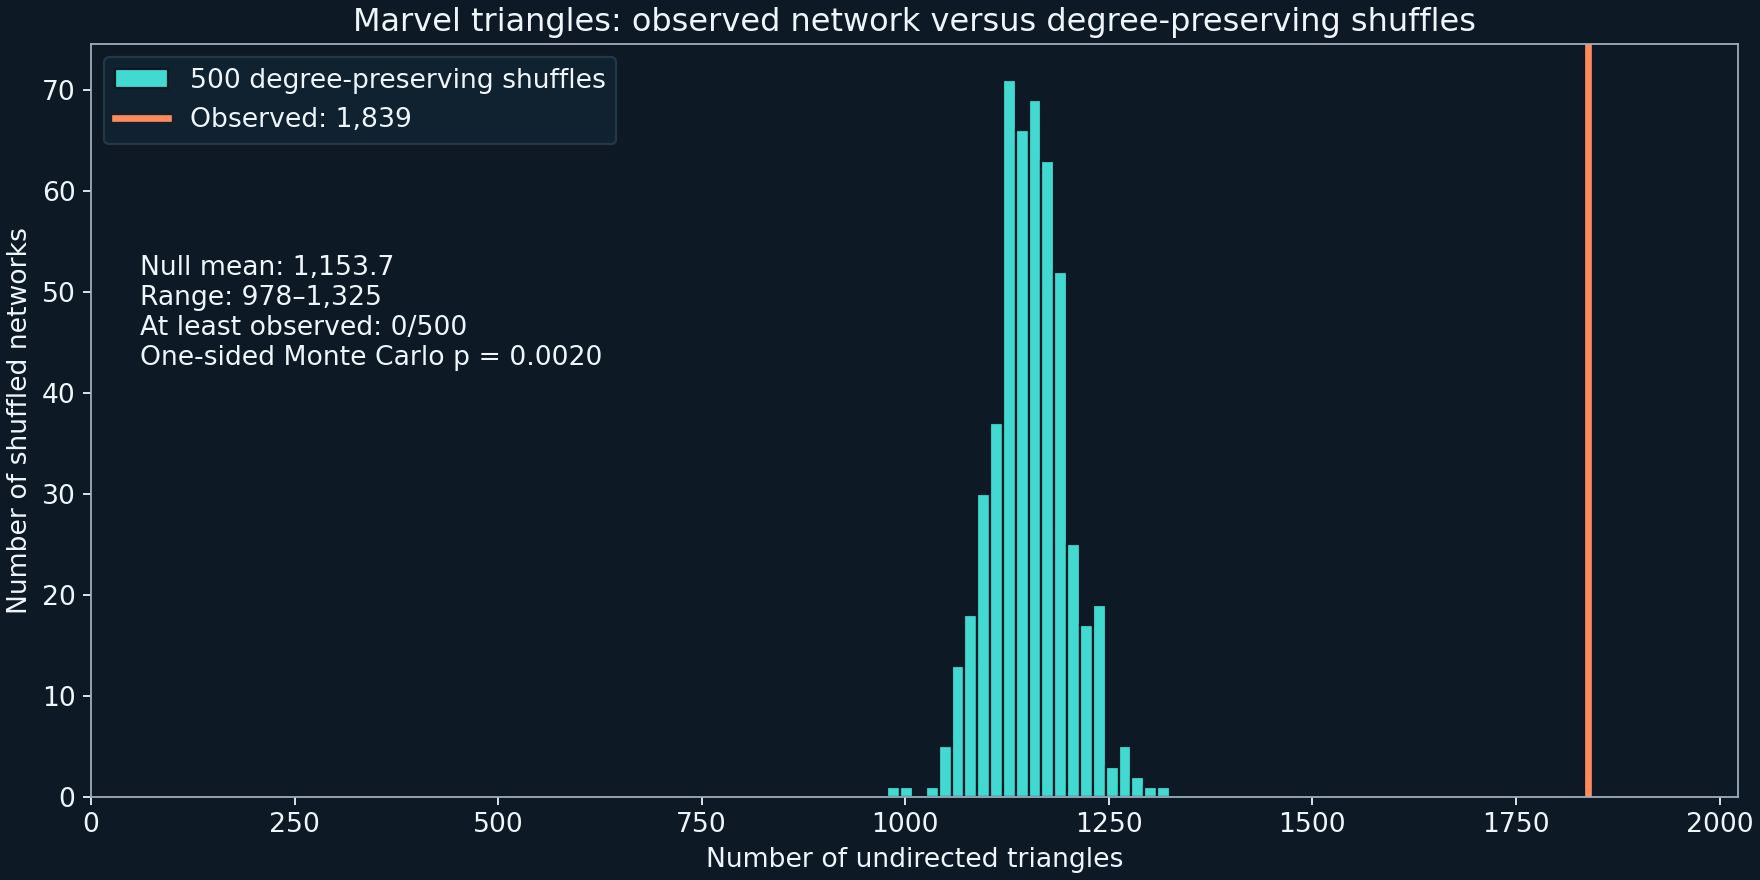 Marvel triangles: observed network versus degree-preserving shuffles
500 degree-preserving shuffles
Observed: 1,839
Null mean: 1,153.7
Range: 978–1,325
At least observed: 0/500
One-sided Monte Carlo p = 0.0020
Number of shuffled networks
70
60
50
40
30
20
10
0
0 250 500 750 1000 1250 1500 1750 2000
Number of undirected triangles